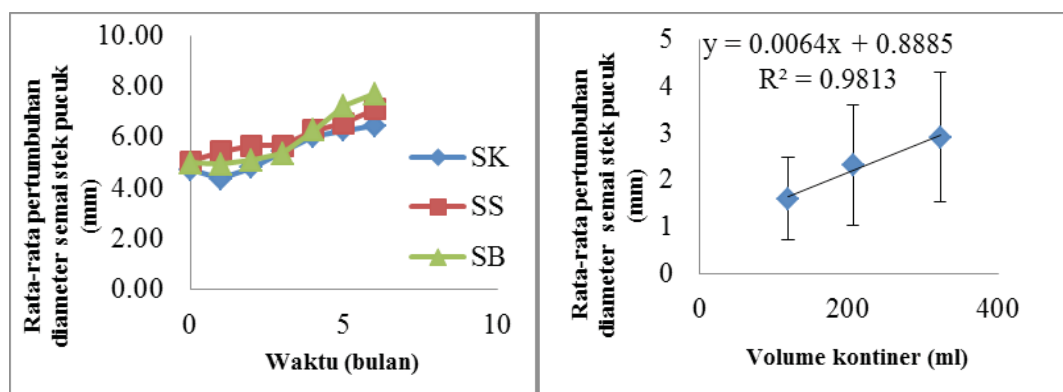 10.00
8.00
6.00
4.00
2.00
0.00
0 5 10
Rata-rata pertumbuhan
diameter semai stek pucuk
(mm)
Waktu (bulan)
SK
SS
SB
y = 0.0064x + 0.8885
R² = 0.9813
5
4
3
2
1
0
0 200 400
Rata-rata pertumbuhan
diameter semai stek pucuk
(mm)
Volume kontiner (ml)